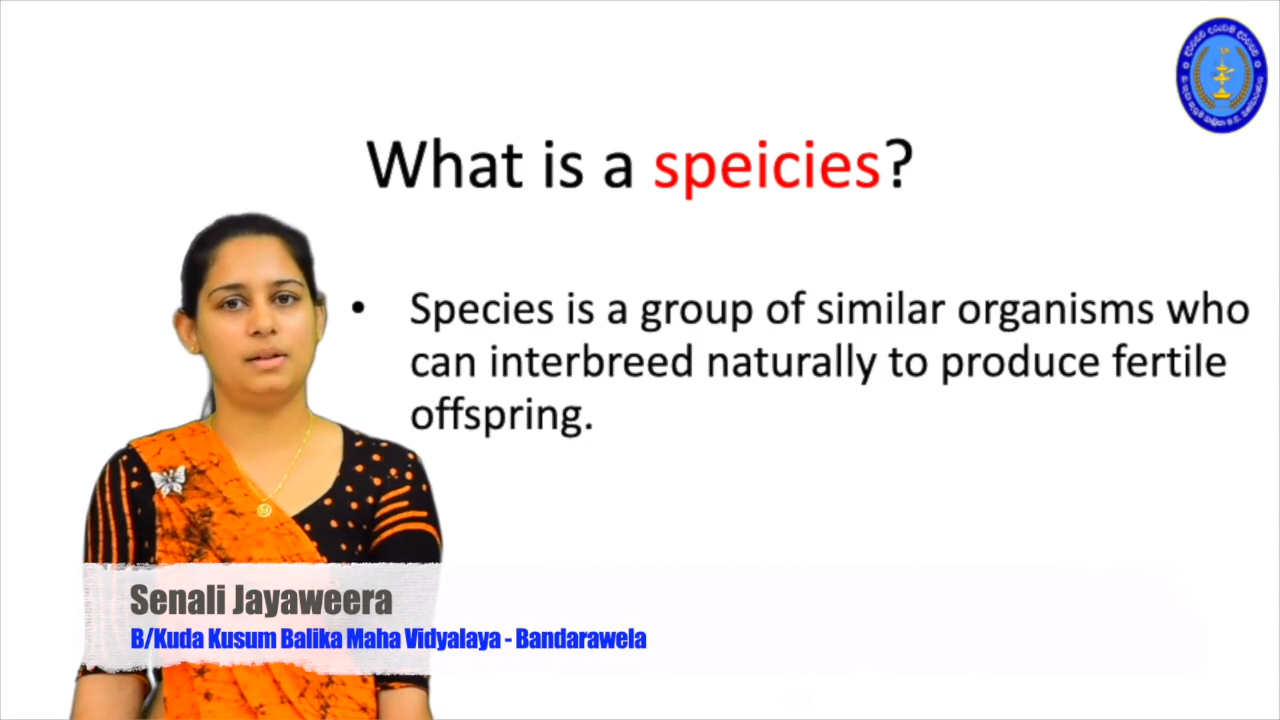 What is a speicies?
• Species is a group of similar organisms who
can interbreed naturally to produce fertile
offspring.
Senali Jayaweera
B/Kuda Kusum Balika Maha Vidyalaya - Bandarawela